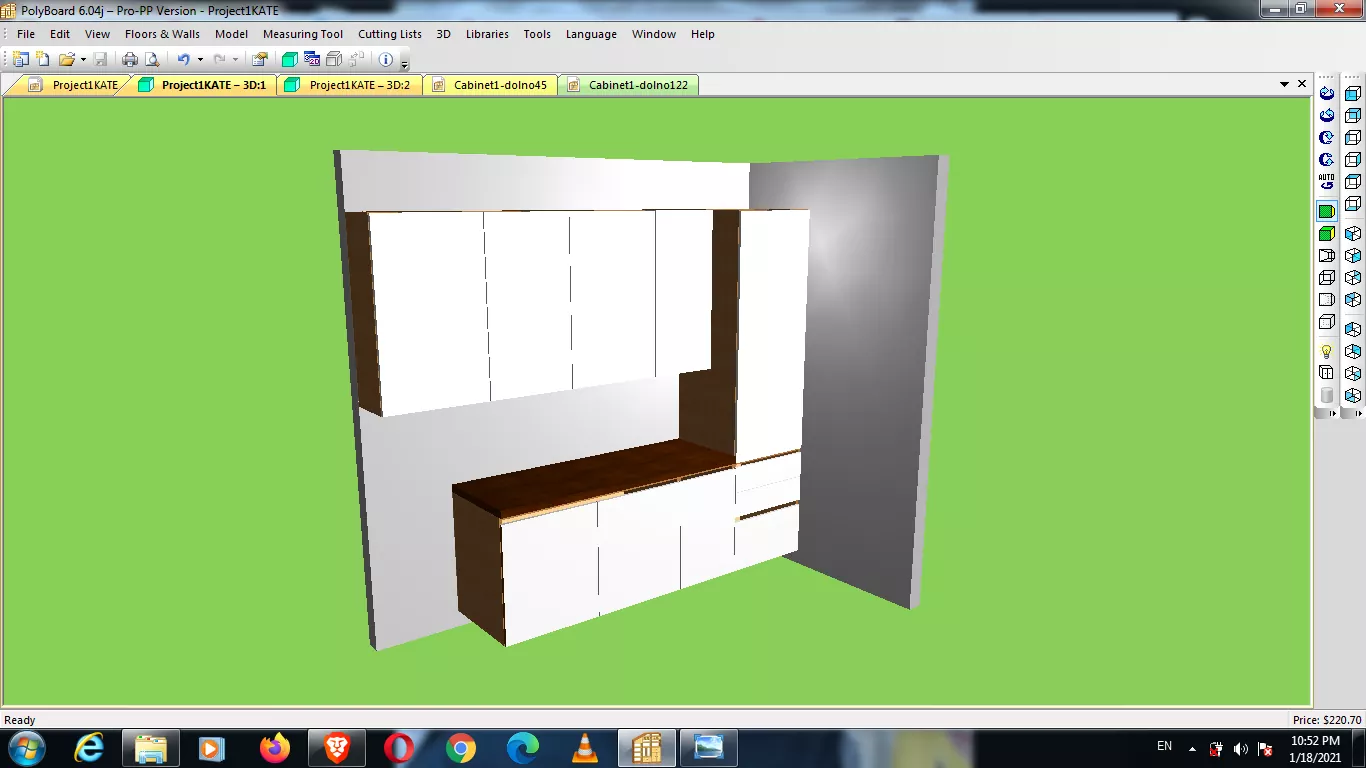 PolyBoard 6.04j – Pro-PP Version - Project1KATE
File Edit View Floors & Walls Model Measuring Tool Cutting Lists 3D Libraries Tools Language Window Help
Project1KATE Project1KATE – 3D:1 Project1KATE – 3D:2 Cabinet1-dolno45 Cabinet1-dolno122
AUTO
Ready Price: $220.70
EN 10:52 PM
1/18/2021